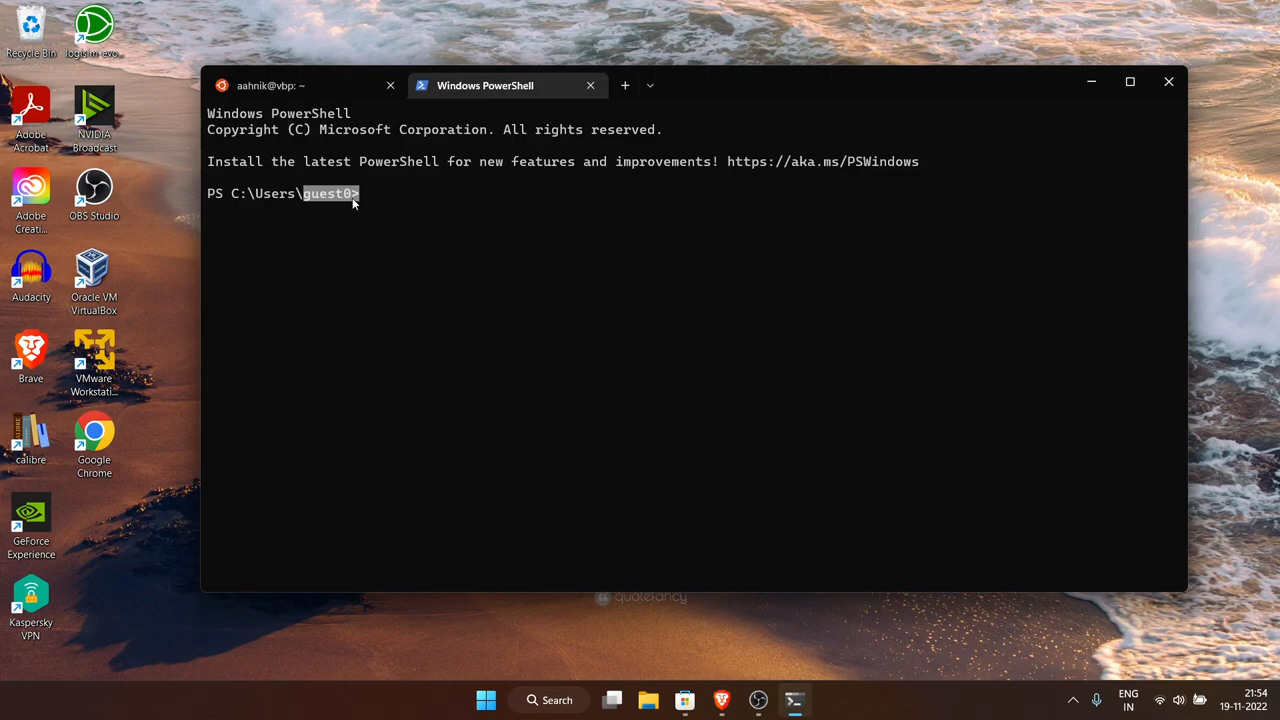 Recycle Bin
logisim-evo...
Adobe Acrobat
NVIDIA Broadcast
Adobe Creati...
OBS Studio
Audacity
Oracle VM VirtualBox
Brave
VMware Workstati...
calibre
Google Chrome
GeForce Experience
Kaspersky VPN
aahnik@vbp: ~
Windows PowerShell
Windows PowerShell
Copyright (C) Microsoft Corporation. All rights reserved.
Install the latest PowerShell for new features and improvements! https://aka.ms/PSWindows
PS C:\Users\guest0>
quotefancy
Search
ENG
IN
21:54
19-11-2022